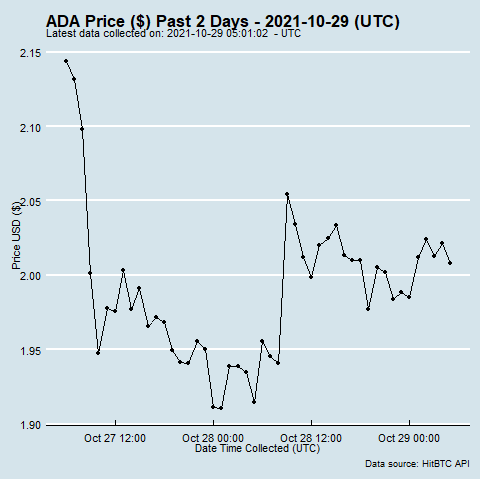 ADA Price ($) Past 2 Days - 2021-10-29 (UTC)
Latest data collected on: 2021-10-29 05:01:02 - UTC
2.15
2.10
2.05
2.00
1.95
1.90
Price USD ($)
Oct 27 12:00 Oct 28 00:00 Oct 28 12:00 Oct 29 00:00
Date Time Collected (UTC)
Data source: HitBTC API